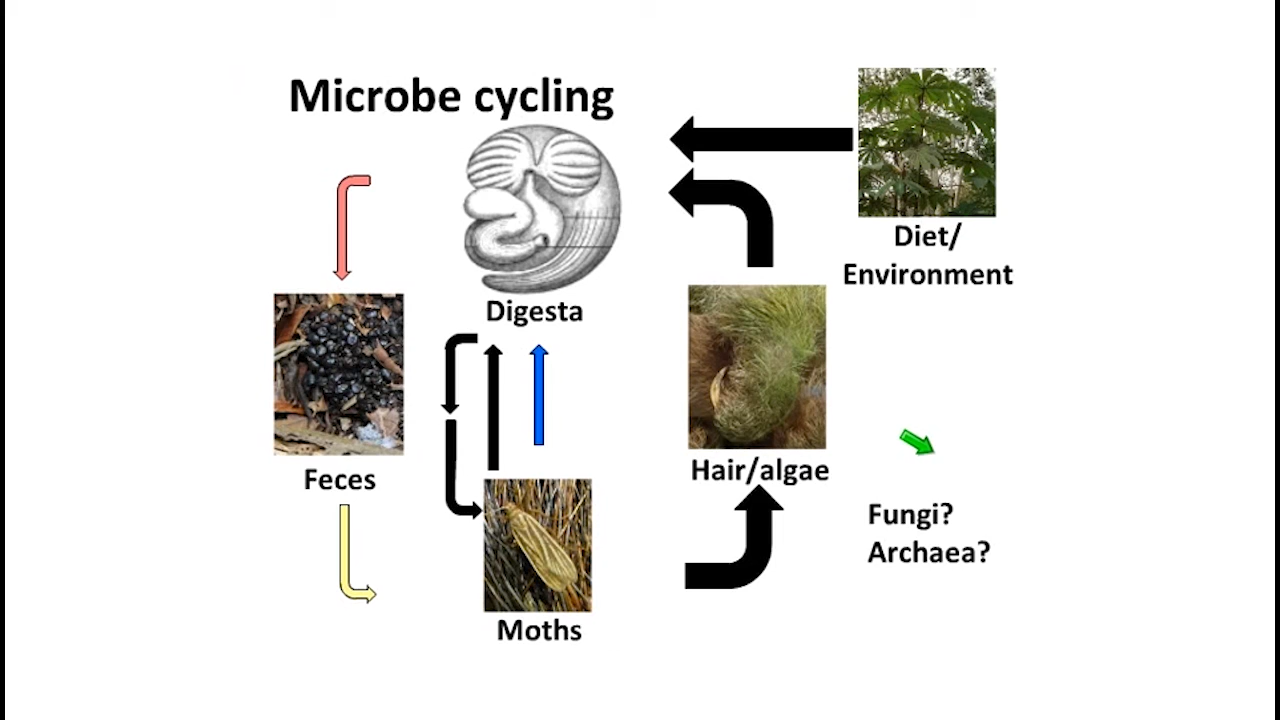 Microbe cycling
Diet/
Environment
Digesta
Hair/algae
Feces
Fungi?
Archaea?
Moths